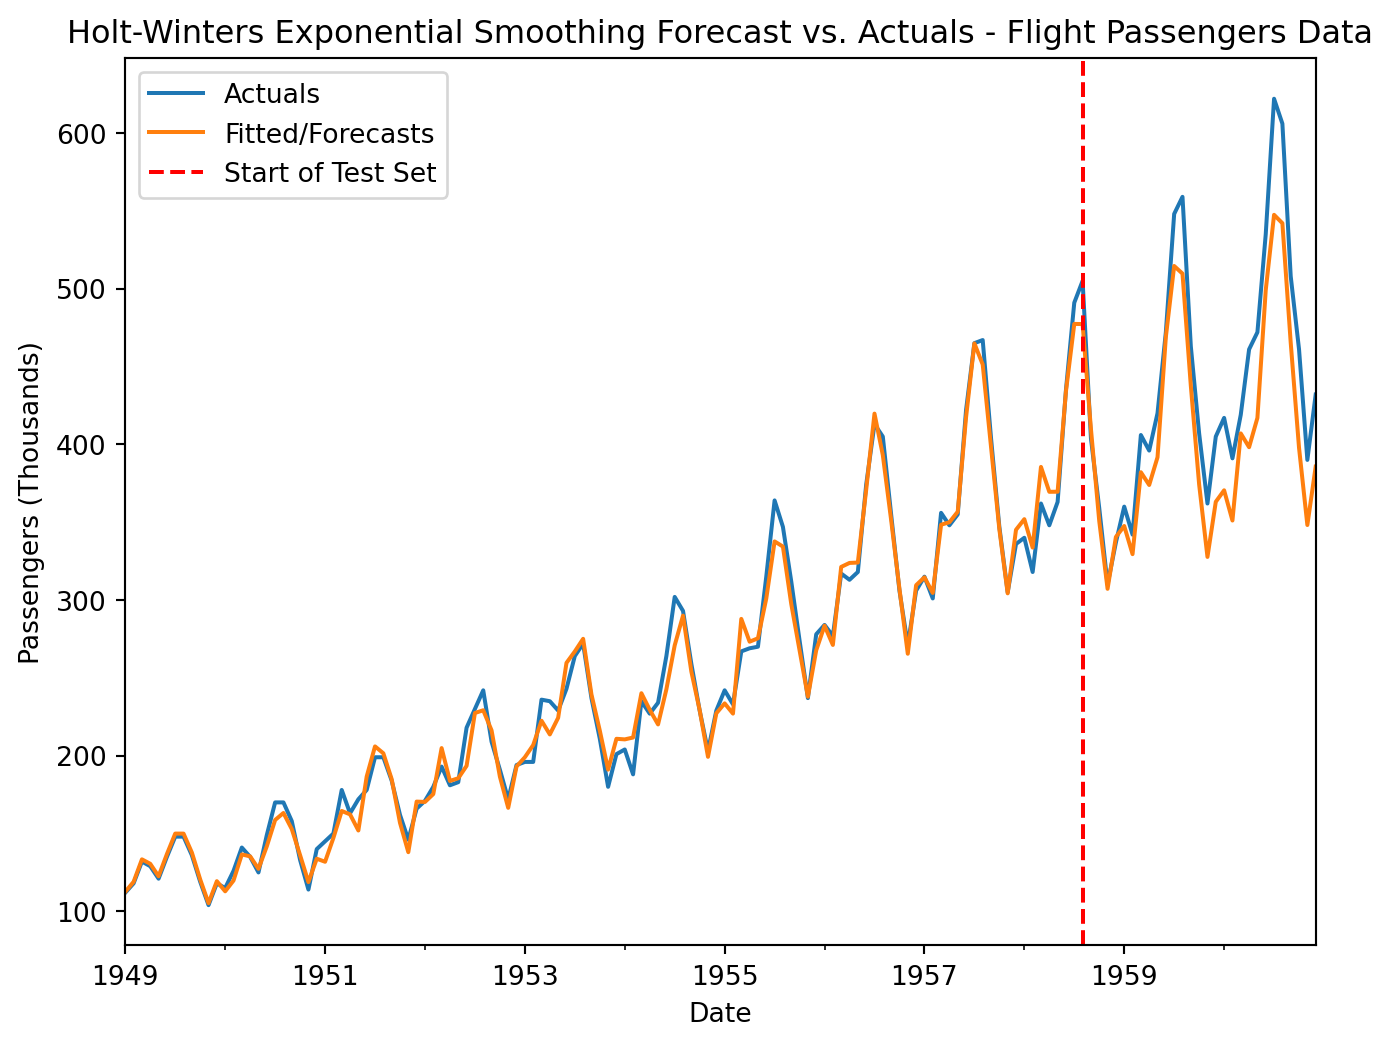 Holt-Winters Exponential Smoothing Forecast vs. Actuals - Flight Passengers Data
Actuals
Fitted/Forecasts
Start of Test Set
Passengers (Thousands)
600
500
400
300
200
100
1949
1951
1953
1955
1957
1959
Date